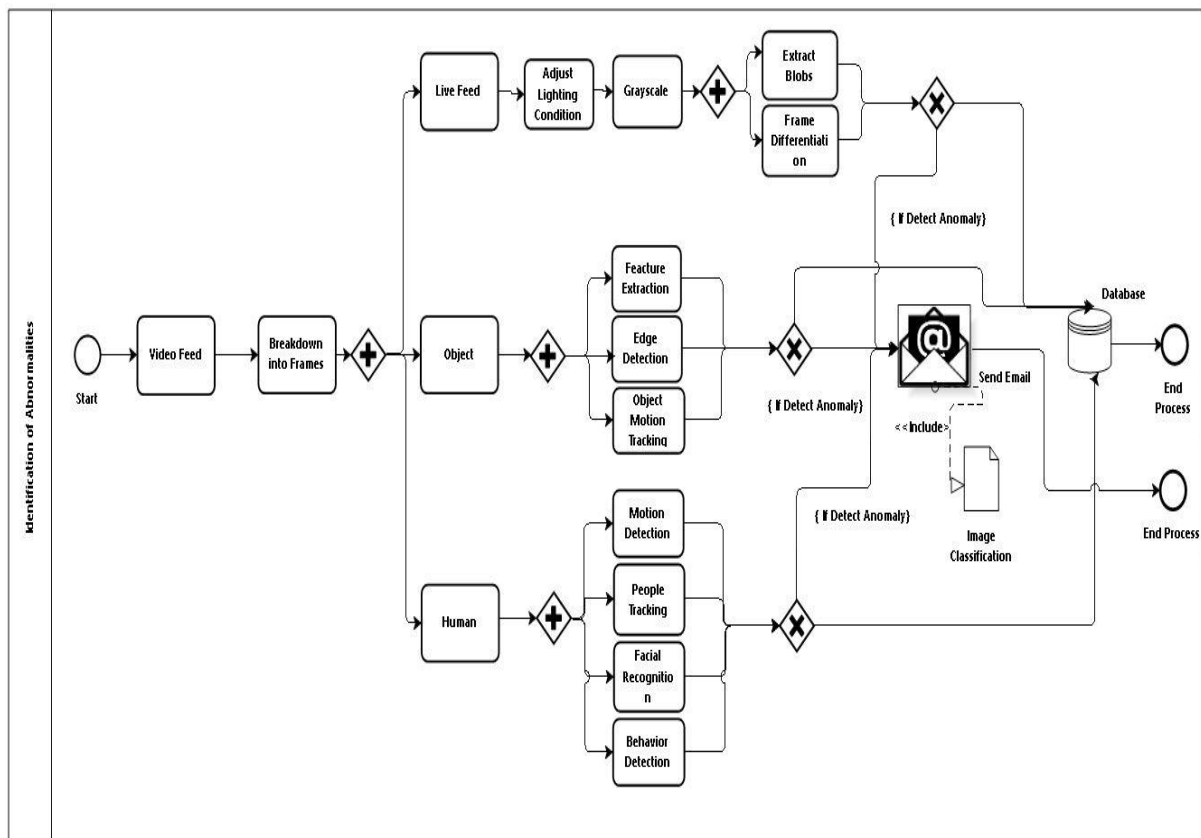 Identification of Abnormalities
Start
Video Feed
Breakdown
into Frames
Live Feed
Adjust
Lighting
Condition
Grayscale
Extract
Blobs
Frame
Differentiati
on
{ If Detect Anomaly}
Object
Feacture
Extraction
Edge
Detection
Object
Motion
Tracking
{ If Detect Anomaly}
@
Send Email
<<Include>
Image
Classification
Database
End
Process
End Process
Human
Motion
Detection
People
Tracking
Facial
Recognitio
n
Behavior
Detection
{ If Detect Anomaly}